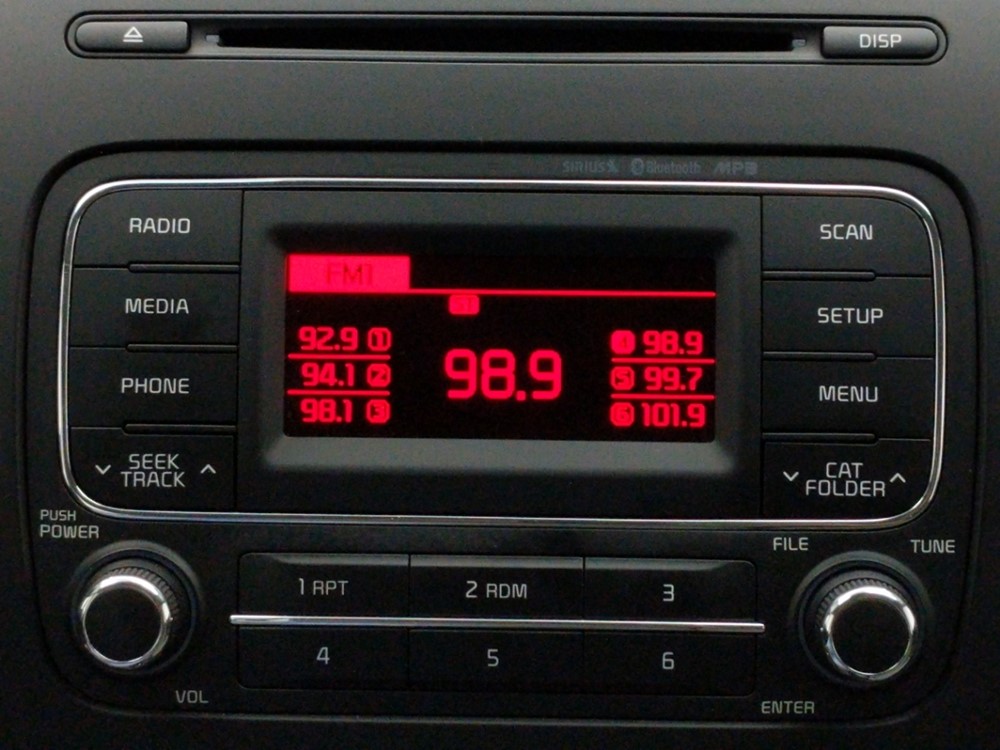 DISP
SIRIUS Bluetooth MP3
RADIO
SCAN
FM1
ST
MEDIA
SETUP
92.9 1
98.9
4 98.9
94.1 2
5 99.7
98.1 3
6 101.9
PHONE
MENU
SEEK
TRACK
CAT
FOLDER
PUSH
POWER
FILE
TUNE
1 RPT
2 RDM
3
4
5
6
VOL
ENTER